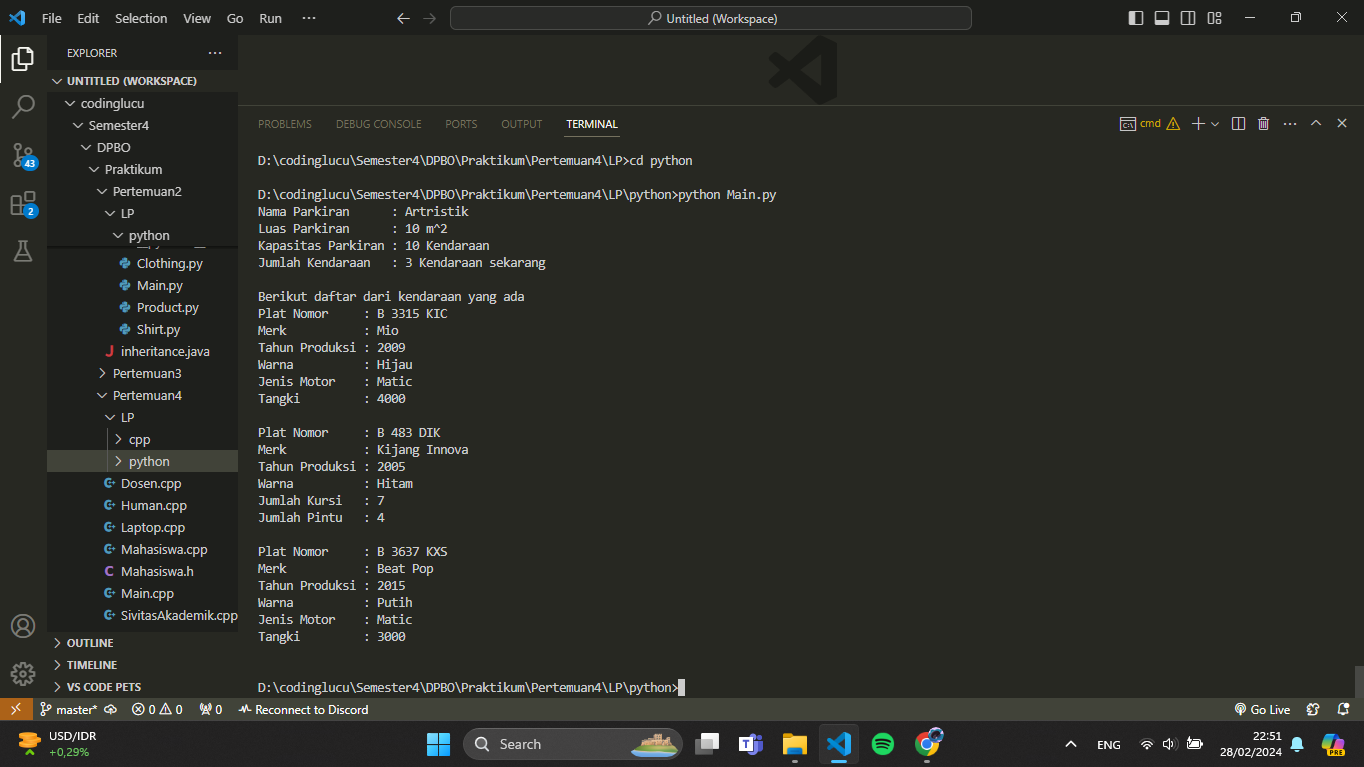 File Edit Selection View Go Run ··· Untitled (Workspace)
EXPLORER ···
UNTITLED (WORKSPACE)
codinglucu
Semester4
DPBO
Praktikum
Pertemuan2
LP
python
Clothing.py
Main.py
Product.py
Shirt.py
J inheritance.java
Pertemuan3
Pertemuan4
LP
cpp
python
Dosen.cpp
Human.cpp
Laptop.cpp
Mahasiswa.cpp
C Mahasiswa.h
Main.cpp
SivitasAkademik.cpp
OUTLINE
TIMELINE
VS CODE PETS
43
2
PROBLEMS DEBUG CONSOLE PORTS OUTPUT TERMINAL cmd
D:\codinglucu\Semester4\DPBO\Praktikum\Pertemuan4\LP>cd python
D:\codinglucu\Semester4\DPBO\Praktikum\Pertemuan4\LP\python>python Main.py
Nama Parkiran : Artristik
Luas Parkiran : 10 m^2
Kapasitas Parkiran : 10 Kendaraan
Jumlah Kendaraan : 3 Kendaraan sekarang
Berikut daftar dari kendaraan yang ada
Plat Nomor : B 3315 KIC
Merk : Mio
Tahun Produksi : 2009
Warna : Hijau
Jenis Motor : Matic
Tangki : 4000
Plat Nomor : B 483 DIK
Merk : Kijang Innova
Tahun Produksi : 2005
Warna : Hitam
Jumlah Kursi : 7
Jumlah Pintu : 4
Plat Nomor : B 3637 KXS
Merk : Beat Pop
Tahun Produksi : 2015
Warna : Putih
Jenis Motor : Matic
Tangki : 3000
D:\codinglucu\Semester4\DPBO\Praktikum\Pertemuan4\LP\python>
master* 0 0 0 Reconnect to Discord Go Live
USD/IDR
+0,29%
Search
ENG
22:51
28/02/2024
PRE